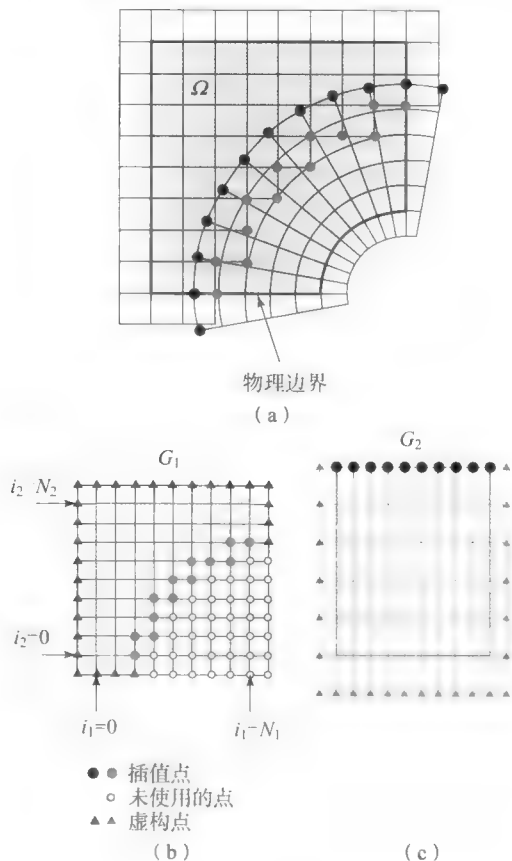 Ω
物理边界
(a)
G₁
G₂
i₂-N₂
i₂=0
i₁=0
i₁-N₁
插值点
未使用的点
虚构点
(b)
(c)